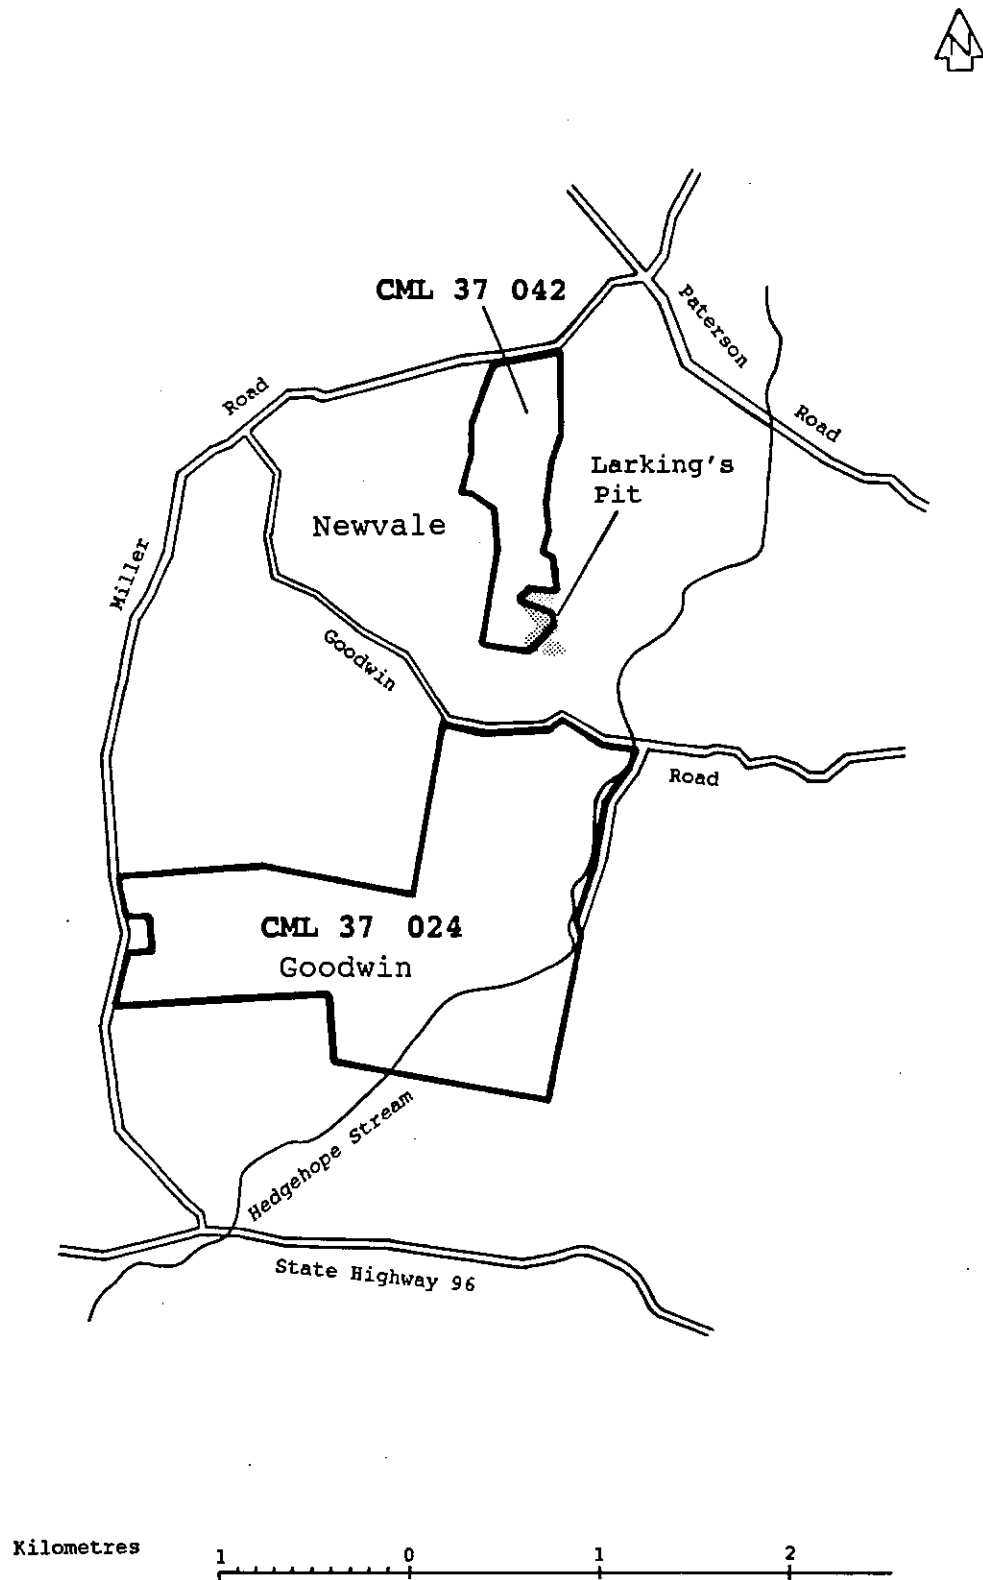 N
CML 37 042
Paterson
Road
Road
Larking's
Pit
Newvale
Miller
Goodwin
Road
CML 37 024
Goodwin
Hedgehope Stream
State Highway 96
Kilometres
1 0 1 2